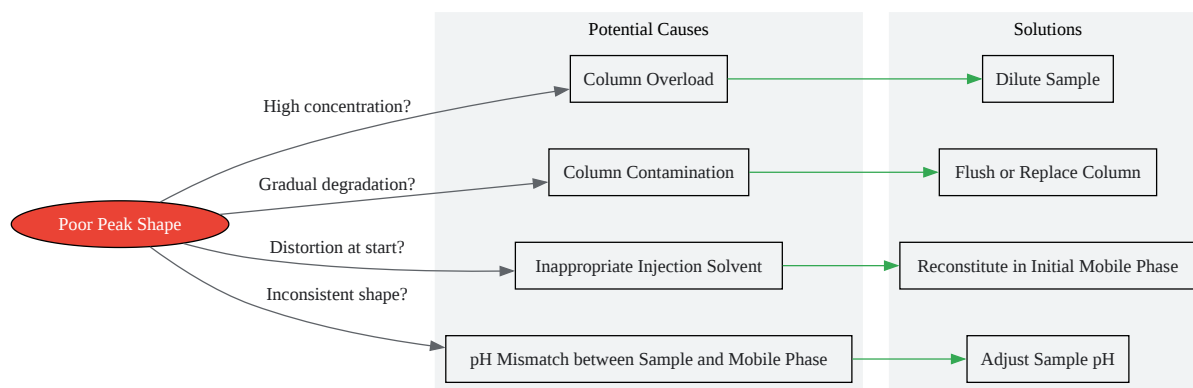 Potential Causes
Solutions
Column Overload
Dilute Sample
High concentration?
Column Contamination
Flush or Replace Column
Gradual degradation?
Poor Peak Shape
Distortion at start?
Inappropriate Injection Solvent
Reconstitute in Initial Mobile Phase
Inconsistent shape?
pH Mismatch between Sample and Mobile Phase
Adjust Sample pH